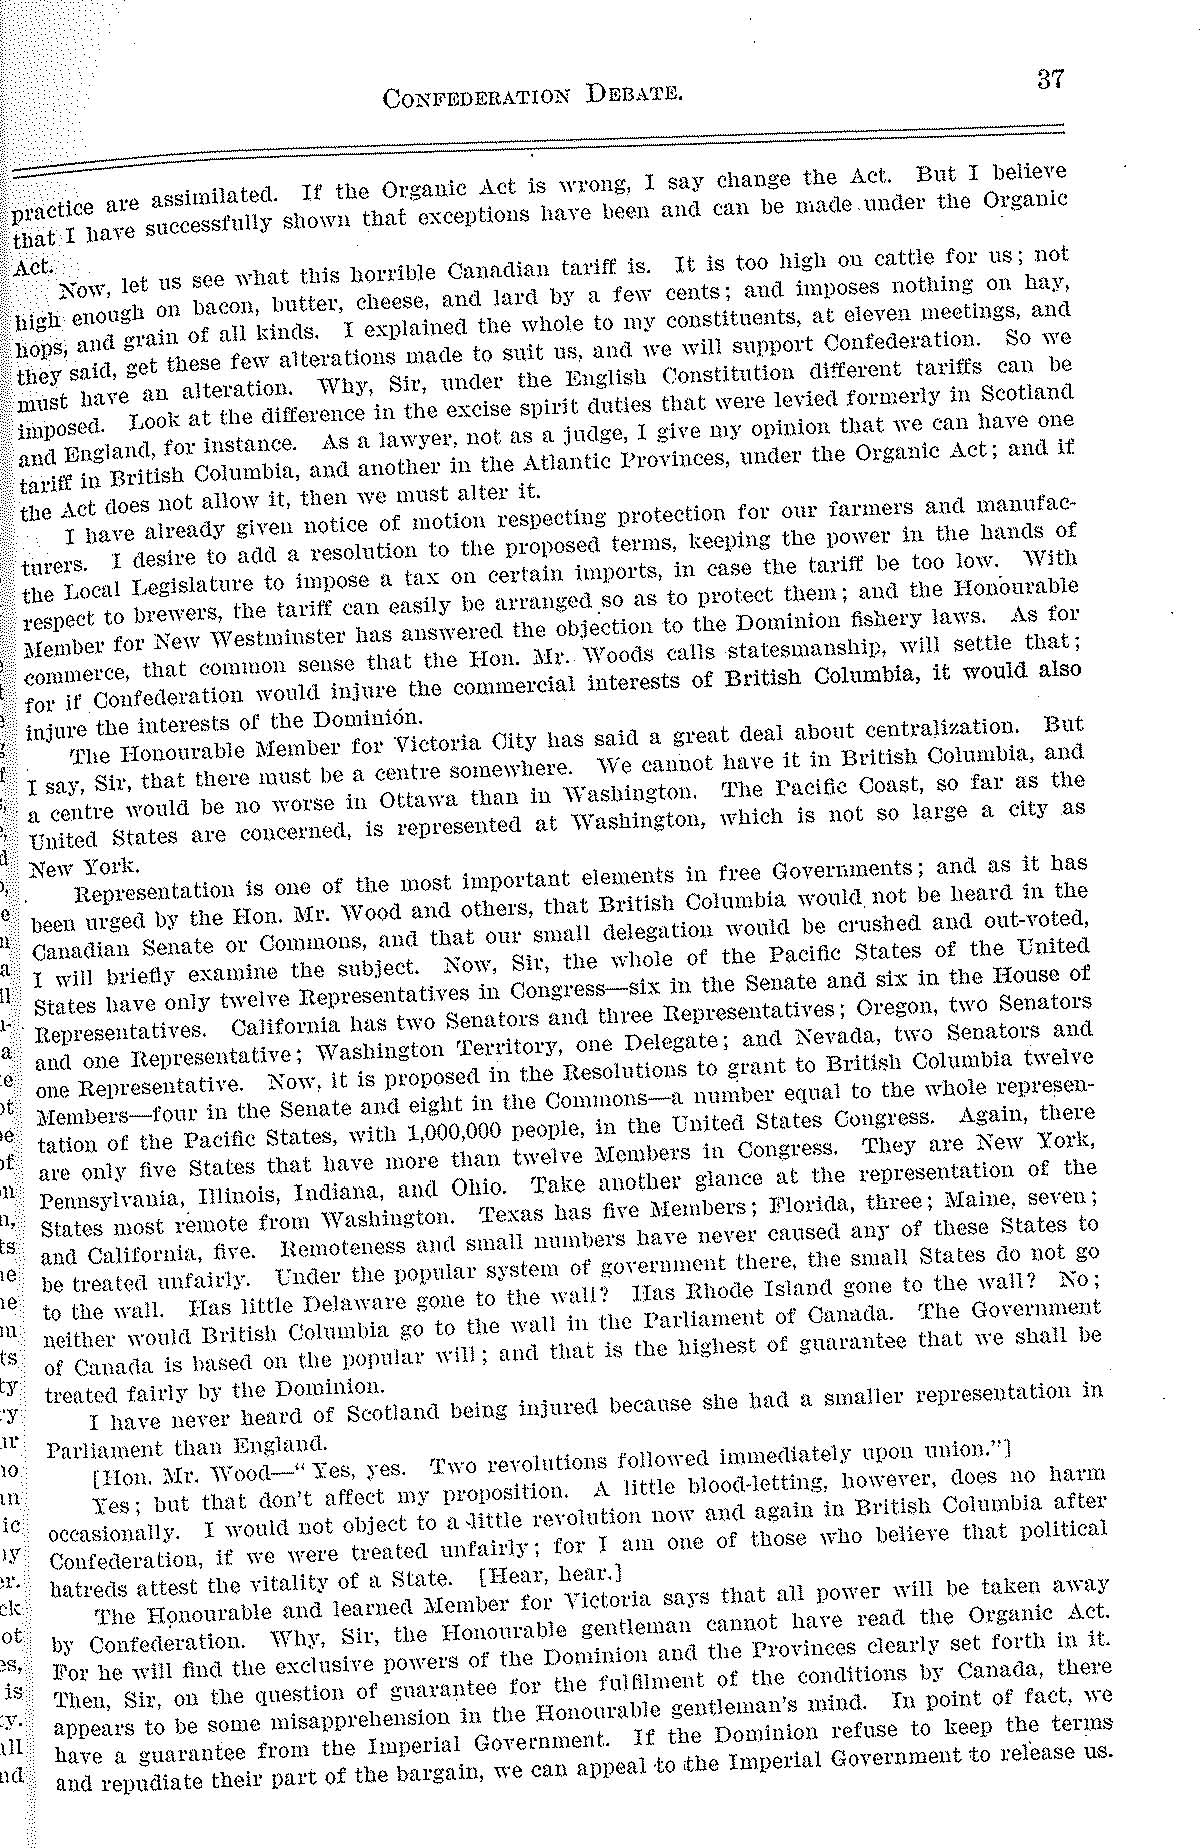 CONFEDERATION DEBATE.
37
practice are assimilated. If the Organic Act is wrong, I say change the Act. But I believe
that I have successfully shown that exceptions have been and can be made under the Organic
Act.
Now, let us see what this horrible Canadian tariff is. It is too high on cattle for us; not
high enough on bacon, butter, cheese, and lard by a few cents; and imposes nothing on hay,
hops, and grain of all kinds. I explained the whole to my constituents, at eleven meetings, and
they said, get these few alterations made to suit us, and we will support Confederation. So we
must have an alteration. Why, Sir, under the English Constitution different tariffs can be
imposed. Look at the difference in the excise spirit duties that were levied formerly in Scotland
and England, for instance. As a lawyer, not as a judge, I give my opinion that we can have one
tariff in British Columbia, and another in the Atlantic Provinces, under the Organic Act; and if
the Act does not allow it, then we must alter it.
I have already given notice of motion respecting protection for our farmers and manufac-
turers. I desire to add a resolution to the proposed terms, keeping the power in the hands of
the Local Legislature to impose a tax on certain imports, in case the tariff be too low. With
respect to brewers, the tariff can easily be arranged so as to protect them; and the Honourable
Member for New Westminster has answered the objection to the Dominion fishery laws. As for
commerce, that common sense that the Hon. Mr. Woods calls statesmanship, will settle that;
for if Confederation would injure the commercial interests of British Columbia, it would also
injure the interests of the Dominion.
The Honourable Member for Victoria City has said a great deal about centralization. But
I say, Sir, that there must be a centre somewhere. We cannot have it in British Columbia, and
a centre would be no worse in Ottawa than in Washington. The Pacific Coast, so far as the
United States are concerned, is represented at Washington, which is not so large a city as
New York.
Representation is one of the most important elements in free Governments; and as it has
been urged by the Hon. Mr. Wood and others, that British Columbia would not be heard in the
Canadian Senate or Commons, and that our small delegation would be crushed and out-voted,
I will briefly examine the subject. Now, Sir, the whole of the Pacific States of the United
States have only twelve Representatives in Congress—six in the Senate and six in the House of
Representatives. California has two Senators and three Representatives; Oregon, two Senators
and one Representative; Washington Territory, one Delegate; and Nevada, two Senators and
one Representative. Now, it is proposed in the Resolutions to grant to British Columbia twelve
Members—four in the Senate and eight in the Commons—a number equal to the whole represen-
tation of the Pacific States, with 1,000,000 people, in the United States Congress. Again, there
are only five States that have more than twelve Members in Congress. They are New York,
Pennsylvania, Illinois, Indiana, and Ohio. Take another glance at the representation of the
States most remote from Washington. Texas has five Members; Florida, three; Maine, seven;
and California, five. Remoteness and small numbers have never caused any of these States to
be treated unfairly. Under the popular system of government there, the small States do not go
to the wall. Has little Delaware gone to the wall? Has Rhode Island gone to the wall? No;
neither would British Columbia go to the wall in the Parliament of Canada. The Government
of Canada is based on the popular will; and that is the highest of guarantee that we shall be
treated fairly by the Dominion.
I have never heard of Scotland being injured because she had a smaller representation in
Parliament than England.
[Hon. Mr. Wood—"Yes, yes. Two revolutions followed immediately upon union."]
Yes; but that don't affect my proposition. A little blood-letting, however, does no harm
occasionally. I would not object to a little revolution now and again in British Columbia after
Confederation, if we were treated unfairly; for I am one of those who believe that political
hatreds attest the vitality of a State. [Hear, hear.]
The Honourable and learned Member for Victoria says that all power will be taken away
by Confederation. Why, Sir, the Honourable gentleman cannot have read the Organic Act.
For he will find the exclusive powers of the Dominion and the Provinces clearly set forth in it.
Then, Sir, on the question of guarantee for the fulfilment of the conditions by Canada, there
appears to be some misapprehension in the Honourable gentleman's mind. In point of fact, we
have a guarantee from the Imperial Government. If the Dominion refuse to keep the terms
and repudiate their part of the bargain, we can appeal to the Imperial Government to release us.